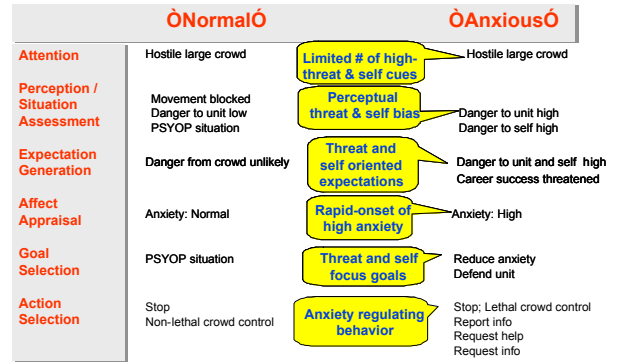 ÒNormalÓ
ÒAnxiousÓ
Attention
Hostile large crowd
Limited # of high-
threat & self cues
Hostile large crowd
Perception /
Situation
Assessment
Movement blocked
Danger to unit low
PSYOP situation
Perceptual
threat & self bias
Danger to unit high
Danger to self high
Expectation
Generation
Danger from crowd unlikely
Threat and
self oriented
expectations
Danger to unit and self high
Career success threatened
Affect
Appraisal
Anxiety: Normal
Rapid-onset of
high anxiety
Anxiety: High
Goal
Selection
PSYOP situation
Threat and self
focus goals
Reduce anxiety
Defend unit
Action
Selection
Stop
Non-lethal crowd control
Anxiety regulating
behavior
Stop; Lethal crowd control
Report info
Request help
Request info